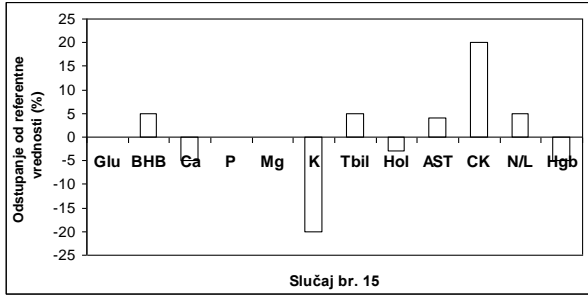 Odstupanje od referentne
vrednosti (%)
25
20
15
10
5
0
-5
-10
-15
-20
-25
Glu BHB Ca P Mg K Tbil Hol AST CK N/L Hgb
Slučaj br. 15